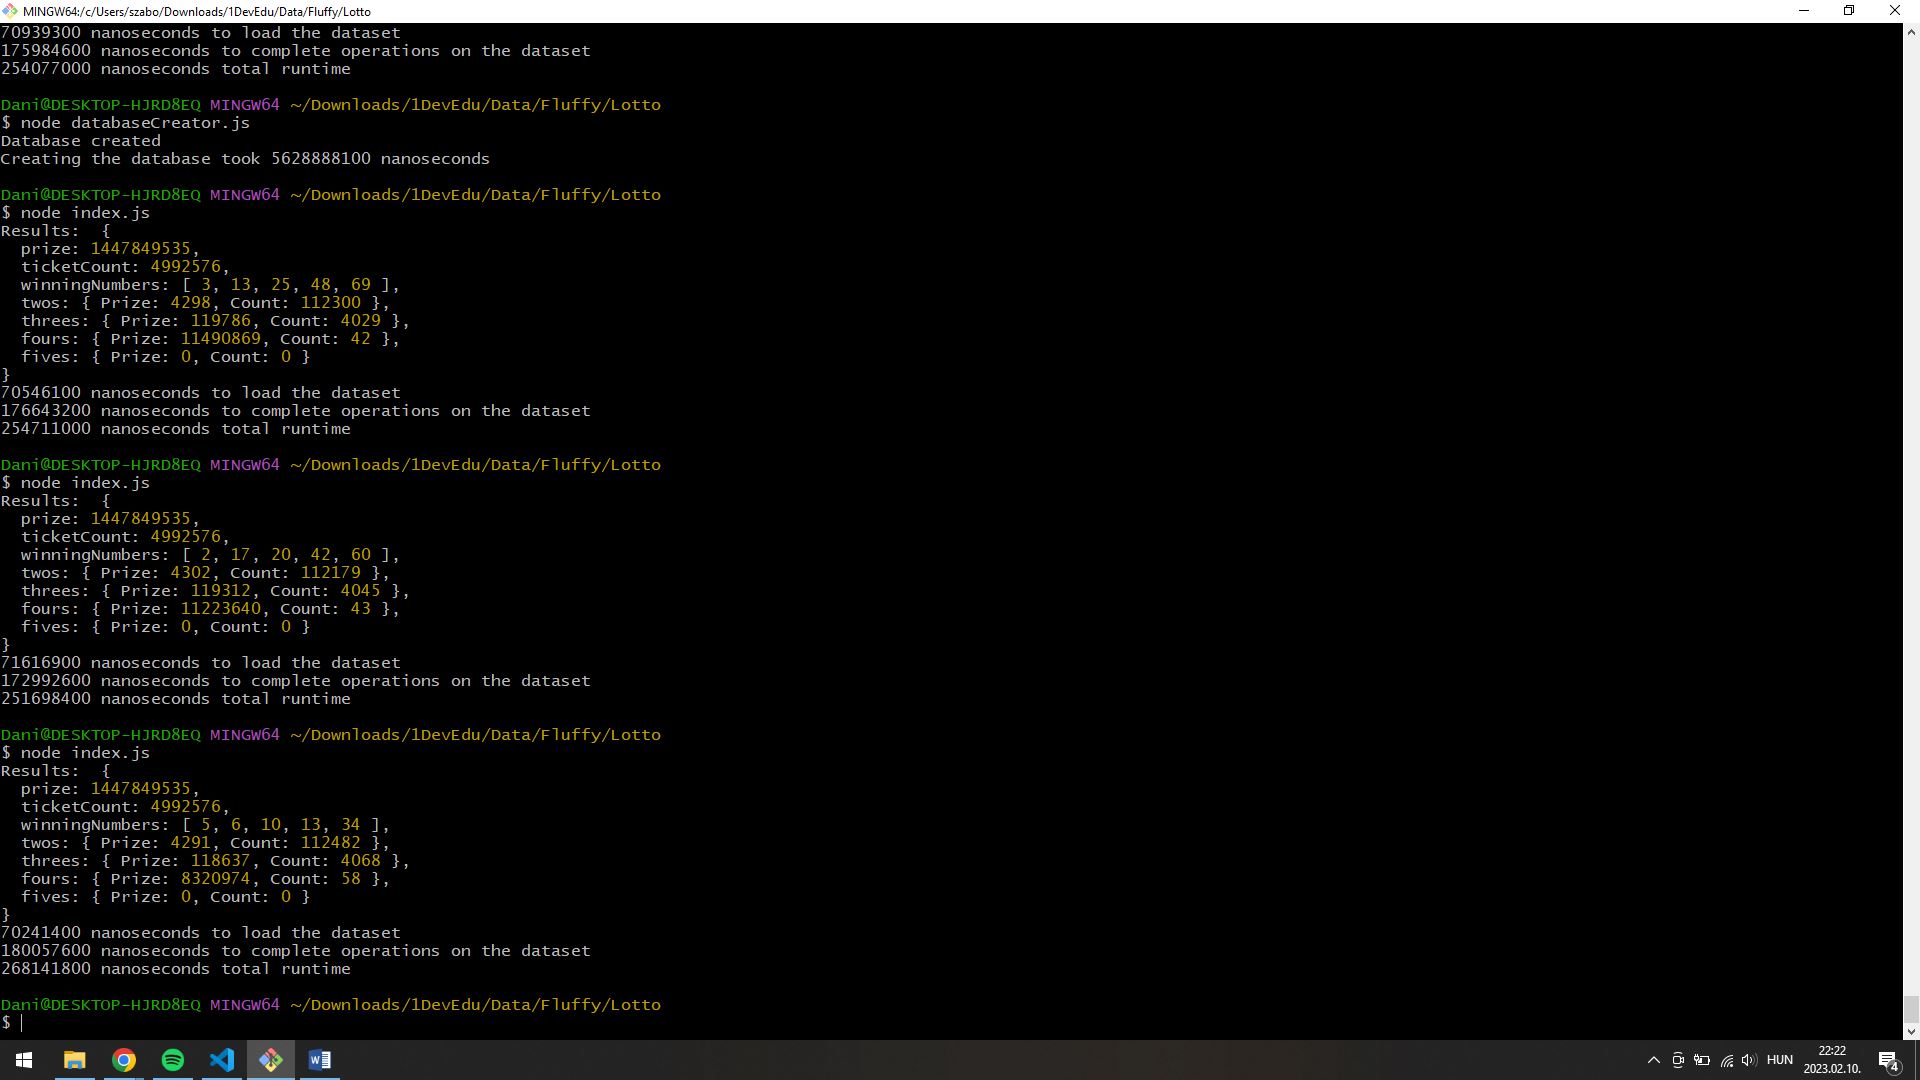 MINGW64:/c/Users/szabo/Downloads/1DevEdu/Data/Fluffy/Lotto
70939300 nanoseconds to load the dataset
175984600 nanoseconds to complete operations on the dataset
254077000 nanoseconds total runtime
Dani@DESKTOP-HJRD8EQ MINGW64 ~/Downloads/1DevEdu/Data/Fluffy/Lotto
$ node databaseCreator.js
Database created
Creating the database took 5628888100 nanoseconds
Dani@DESKTOP-HJRD8EQ MINGW64 ~/Downloads/1DevEdu/Data/Fluffy/Lotto
$ node index.js
Results:  {
  prize: 1447849535,
  ticketCount: 4992576,
  winningNumbers: [ 3, 13, 25, 48, 69 ],
  twos: { Prize: 4298, Count: 112300 },
  threes: { Prize: 119786, Count: 4029 },
  fours: { Prize: 11490869, Count: 42 },
  fives: { Prize: 0, Count: 0 }
}
70546100 nanoseconds to load the dataset
176643200 nanoseconds to complete operations on the dataset
254711000 nanoseconds total runtime
Dani@DESKTOP-HJRD8EQ MINGW64 ~/Downloads/1DevEdu/Data/Fluffy/Lotto
$ node index.js
Results:  {
  prize: 1447849535,
  ticketCount: 4992576,
  winningNumbers: [ 2, 17, 20, 42, 60 ],
  twos: { Prize: 4302, Count: 112179 },
  threes: { Prize: 119312, Count: 4045 },
  fours: { Prize: 11223640, Count: 43 },
  fives: { Prize: 0, Count: 0 }
}
71616900 nanoseconds to load the dataset
172992600 nanoseconds to complete operations on the dataset
251698400 nanoseconds total runtime
Dani@DESKTOP-HJRD8EQ MINGW64 ~/Downloads/1DevEdu/Data/Fluffy/Lotto
$ node index.js
Results:  {
  prize: 1447849535,
  ticketCount: 4992576,
  winningNumbers: [ 5, 6, 10, 13, 34 ],
  twos: { Prize: 4291, Count: 112482 },
  threes: { Prize: 118637, Count: 4068 },
  fours: { Prize: 8320974, Count: 58 },
  fives: { Prize: 0, Count: 0 }
}
70241400 nanoseconds to load the dataset
180057600 nanoseconds to complete operations on the dataset
268141800 nanoseconds total runtime
Dani@DESKTOP-HJRD8EQ MINGW64 ~/Downloads/1DevEdu/Data/Fluffy/Lotto
$
W
HUN
22:22
2023.02.10.
4